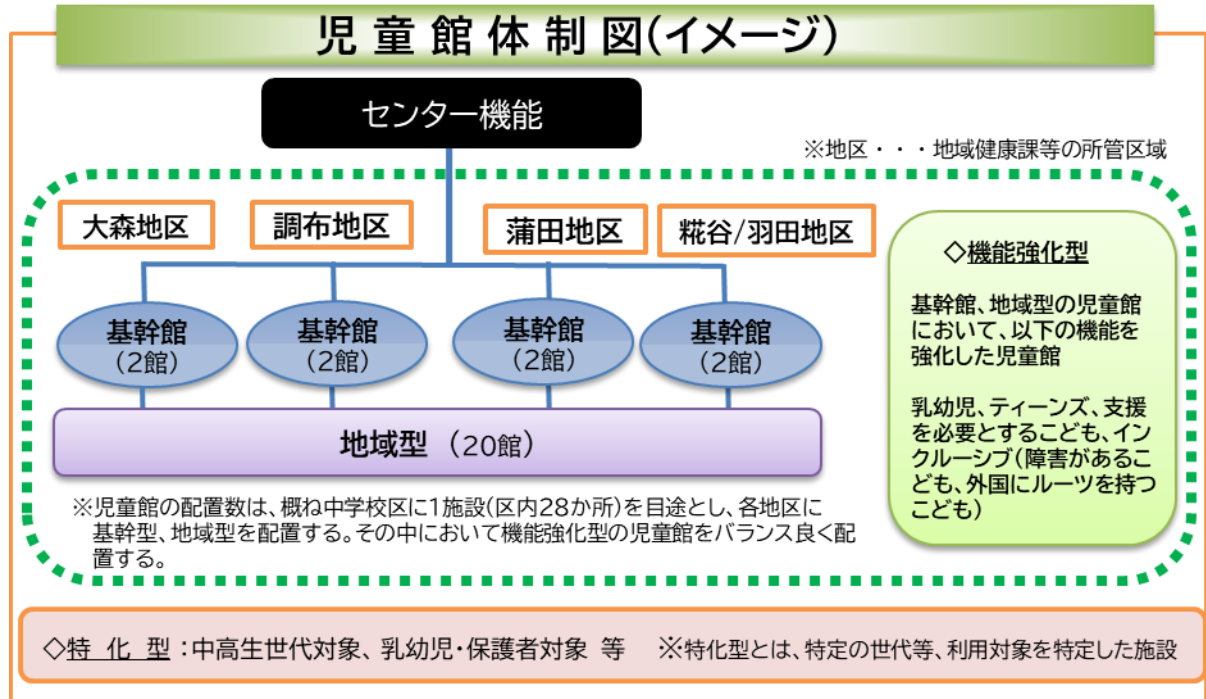 児童館体制図(イメージ)
センター機能
※地区・・・地域健康課等の所管区域
大森地区
調布地区
蒲田地区
糀谷/羽田地区
基幹館
(2館)
基幹館
(2館)
基幹館
(2館)
基幹館
(2館)
地域型 (20館)
※児童館の配置数は、概ね中学校区に1施設(区内28か所)を目途とし、各地区に
基幹型、地域型を配置する。その中において機能強化型の児童館をバランス良く配
置する。
◇機能強化型
基幹館、地域型の児童館
において、以下の機能を
強化した児童館
乳幼児、ティーンズ、支援
を必要とするこども、イン
クルーシブ(障害があるこ
ども、外国にルーツを持つ
こども)
◇特化型:中高生世代対象、乳幼児・保護者対象 等 ※特化型とは、特定の世代等、利用対象を特定した施設